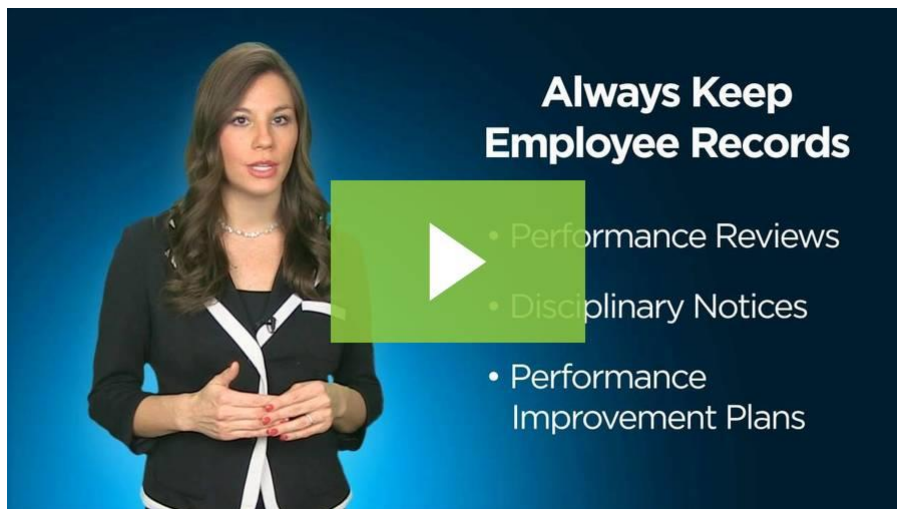 Always Keep
Employee Records
• Performance Reviews
• Disciplinary Notices
• Performance
Improvement Plans